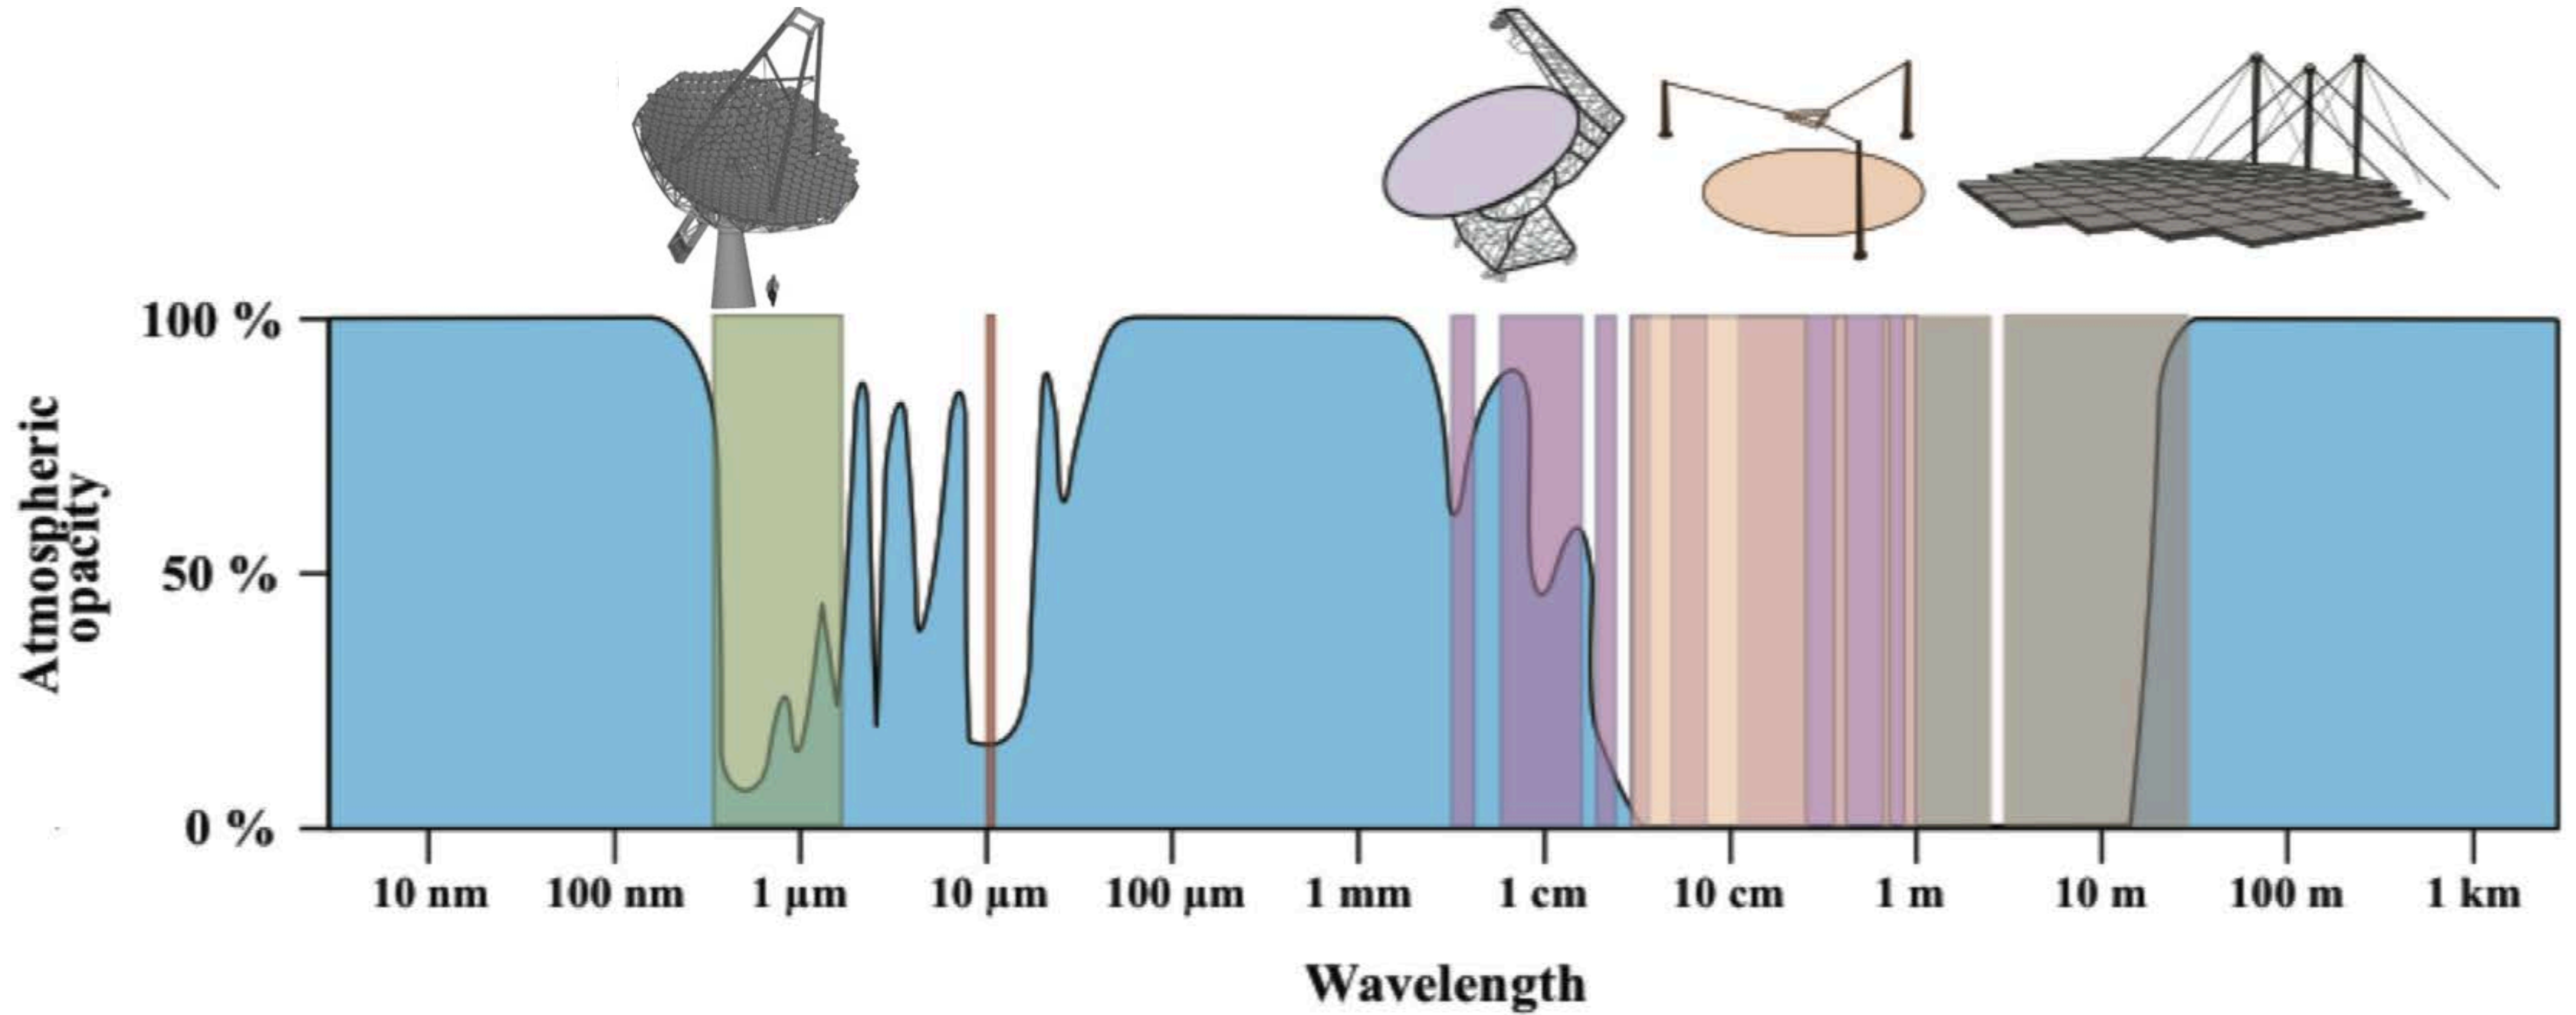 100 %
50 %
0 %
Atmospheric
opacity
10 nm
100 nm
1 µm
10 µm
100 µm
1 mm
1 cm
10 cm
1 m
10 m
100 m
1 km
Wavelength